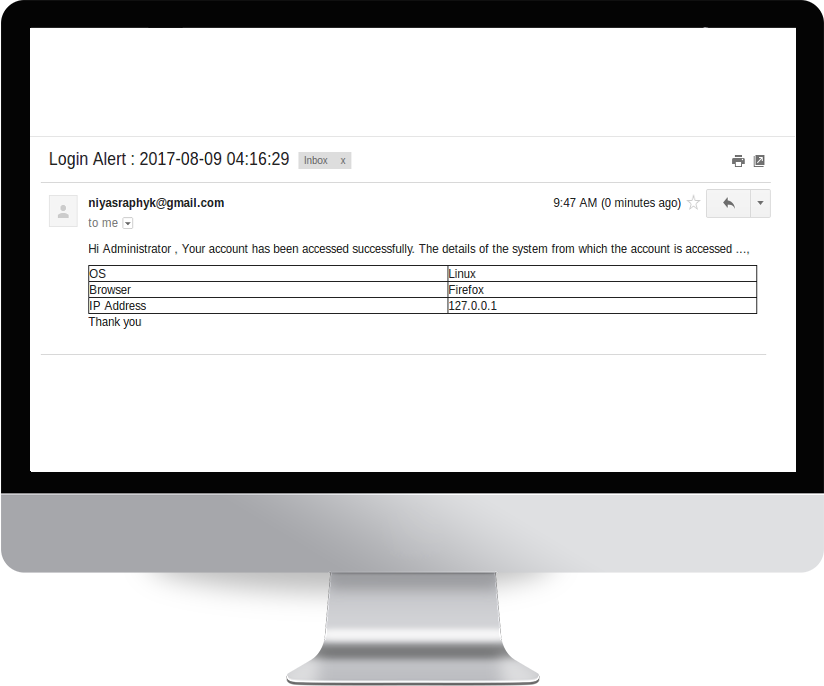 Login Alert : 2017-08-09 04:16:29 Inbox x
niyasraphyk@gmail.com 9:47 AM (0 minutes ago)
to me
Hi Administrator , Your account has been accessed successfully. The details of the system from which the account is accessed ...,
OS Linux
Browser Firefox
IP Address 127.0.0.1
Thank you